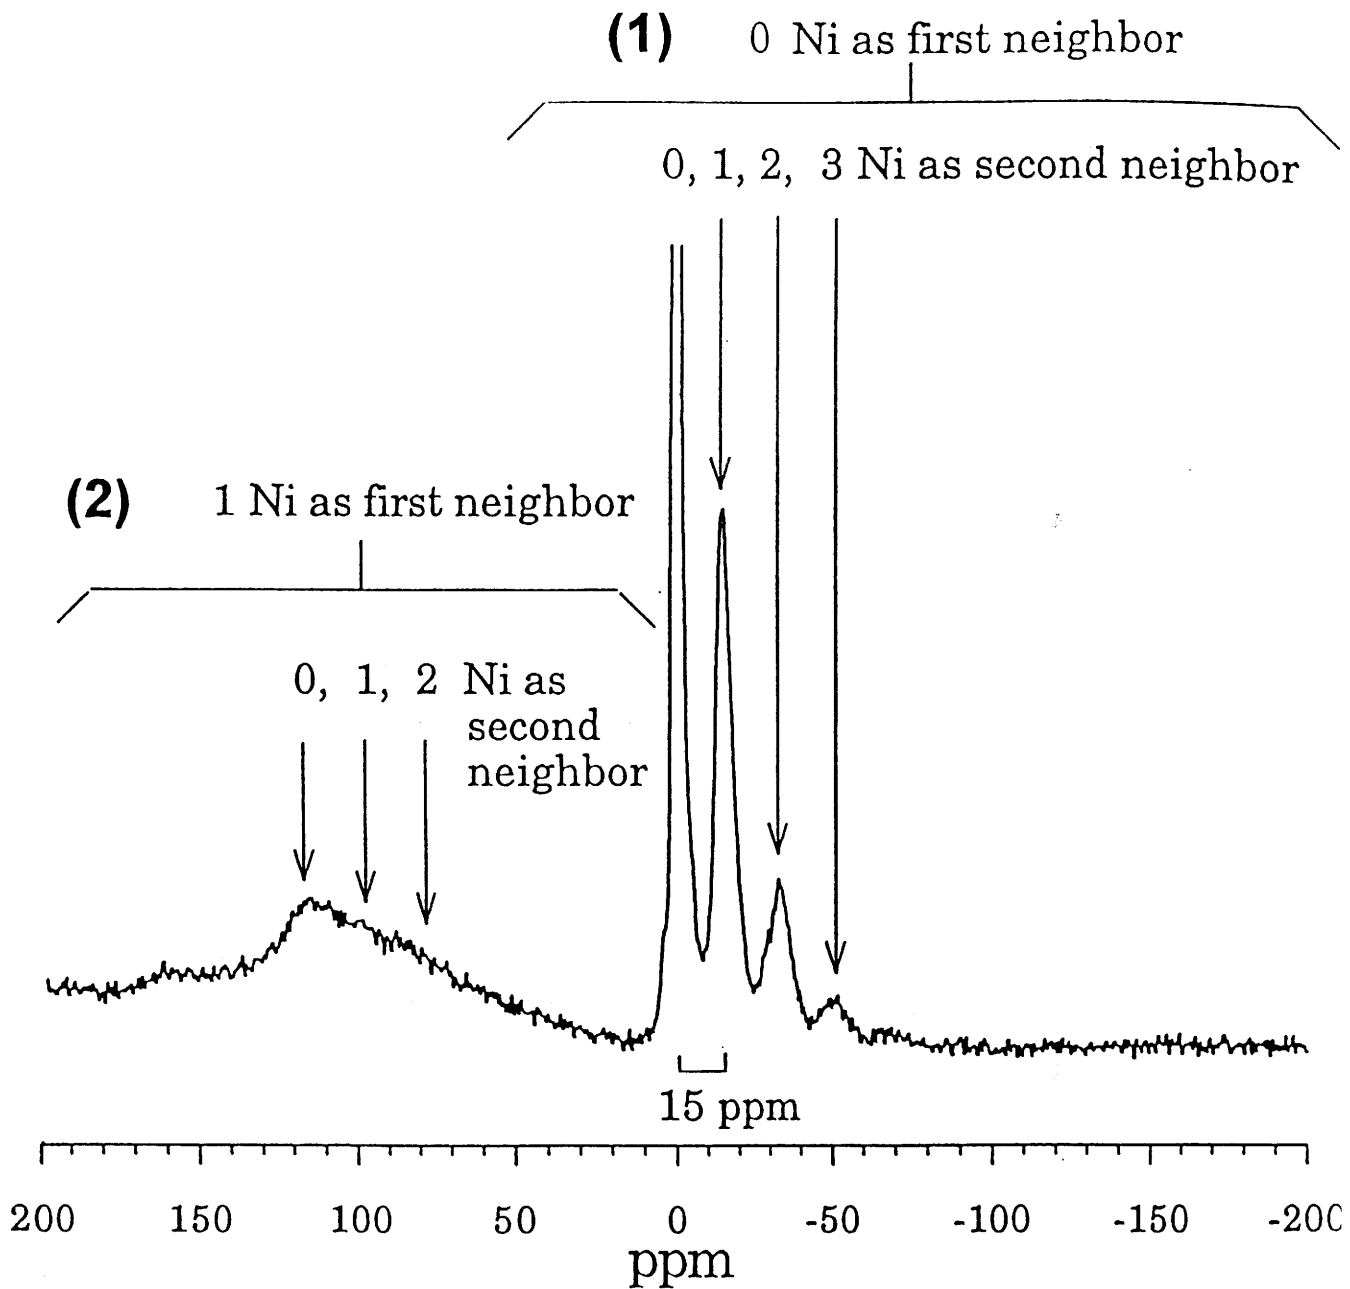 (1) 0 Ni as first neighbor
0, 1, 2, 3 Ni as second neighbor
(2) 1 Ni as first neighbor
0, 1, 2 Ni as
second
neighbor
15 ppm
200 150 100 50 0 -50 -100 -150 -200
ppm